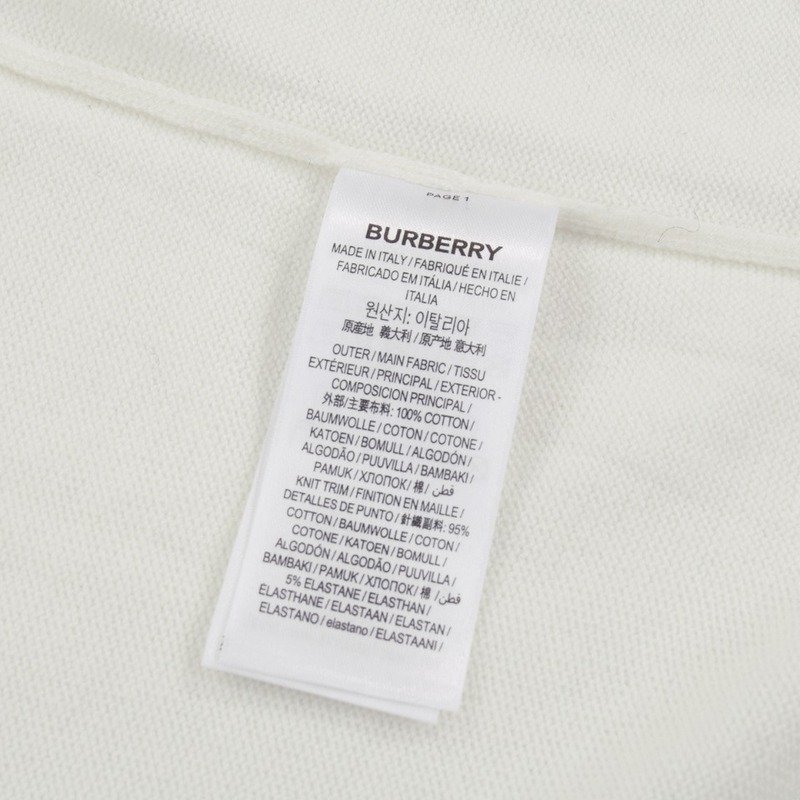 PAGE 1
BURBERRY
MADE IN ITALY / FABRIQUÉ EN ITALIE /
FABRICADO EM ITÁLIA / HECHO EN
ITALIA
원산지: 이탈리아
原産地 義大利 / 原产地 意大利
OUTER / MAIN FABRIC / TISSU
EXTÉRIEUR / PRINCIPAL / EXTERIOR -
COMPOSICION PRINCIPAL /
外部/主要布料: 100% COTTON /
BAUMWOLLE / COTON / COTONE /
KATOEN / BOMULL / ALGODÓN /
ALGODÃO / PUUVILLA / BAMBAKI /
PAMUK / ХЛОПОК / 棉 / قطن /
KNIT TRIM / FINITION EN MAILLE /
DETALLES DE PUNTO / 針織副料: 95%
COTTON / BAUMWOLLE / COTON /
COTONE / KATOEN / BOMULL /
ALGODÓN / ALGODÃO / PUUVILLA /
BAMBAKI / PAMUK / ХЛОПОК / 棉 / قطن /
5% ELASTANE / ELASTHAN /
ÉLASTHANE / ELASTAAN / ELASTAN /
ELASTANO / elastano / ELASTAANI /